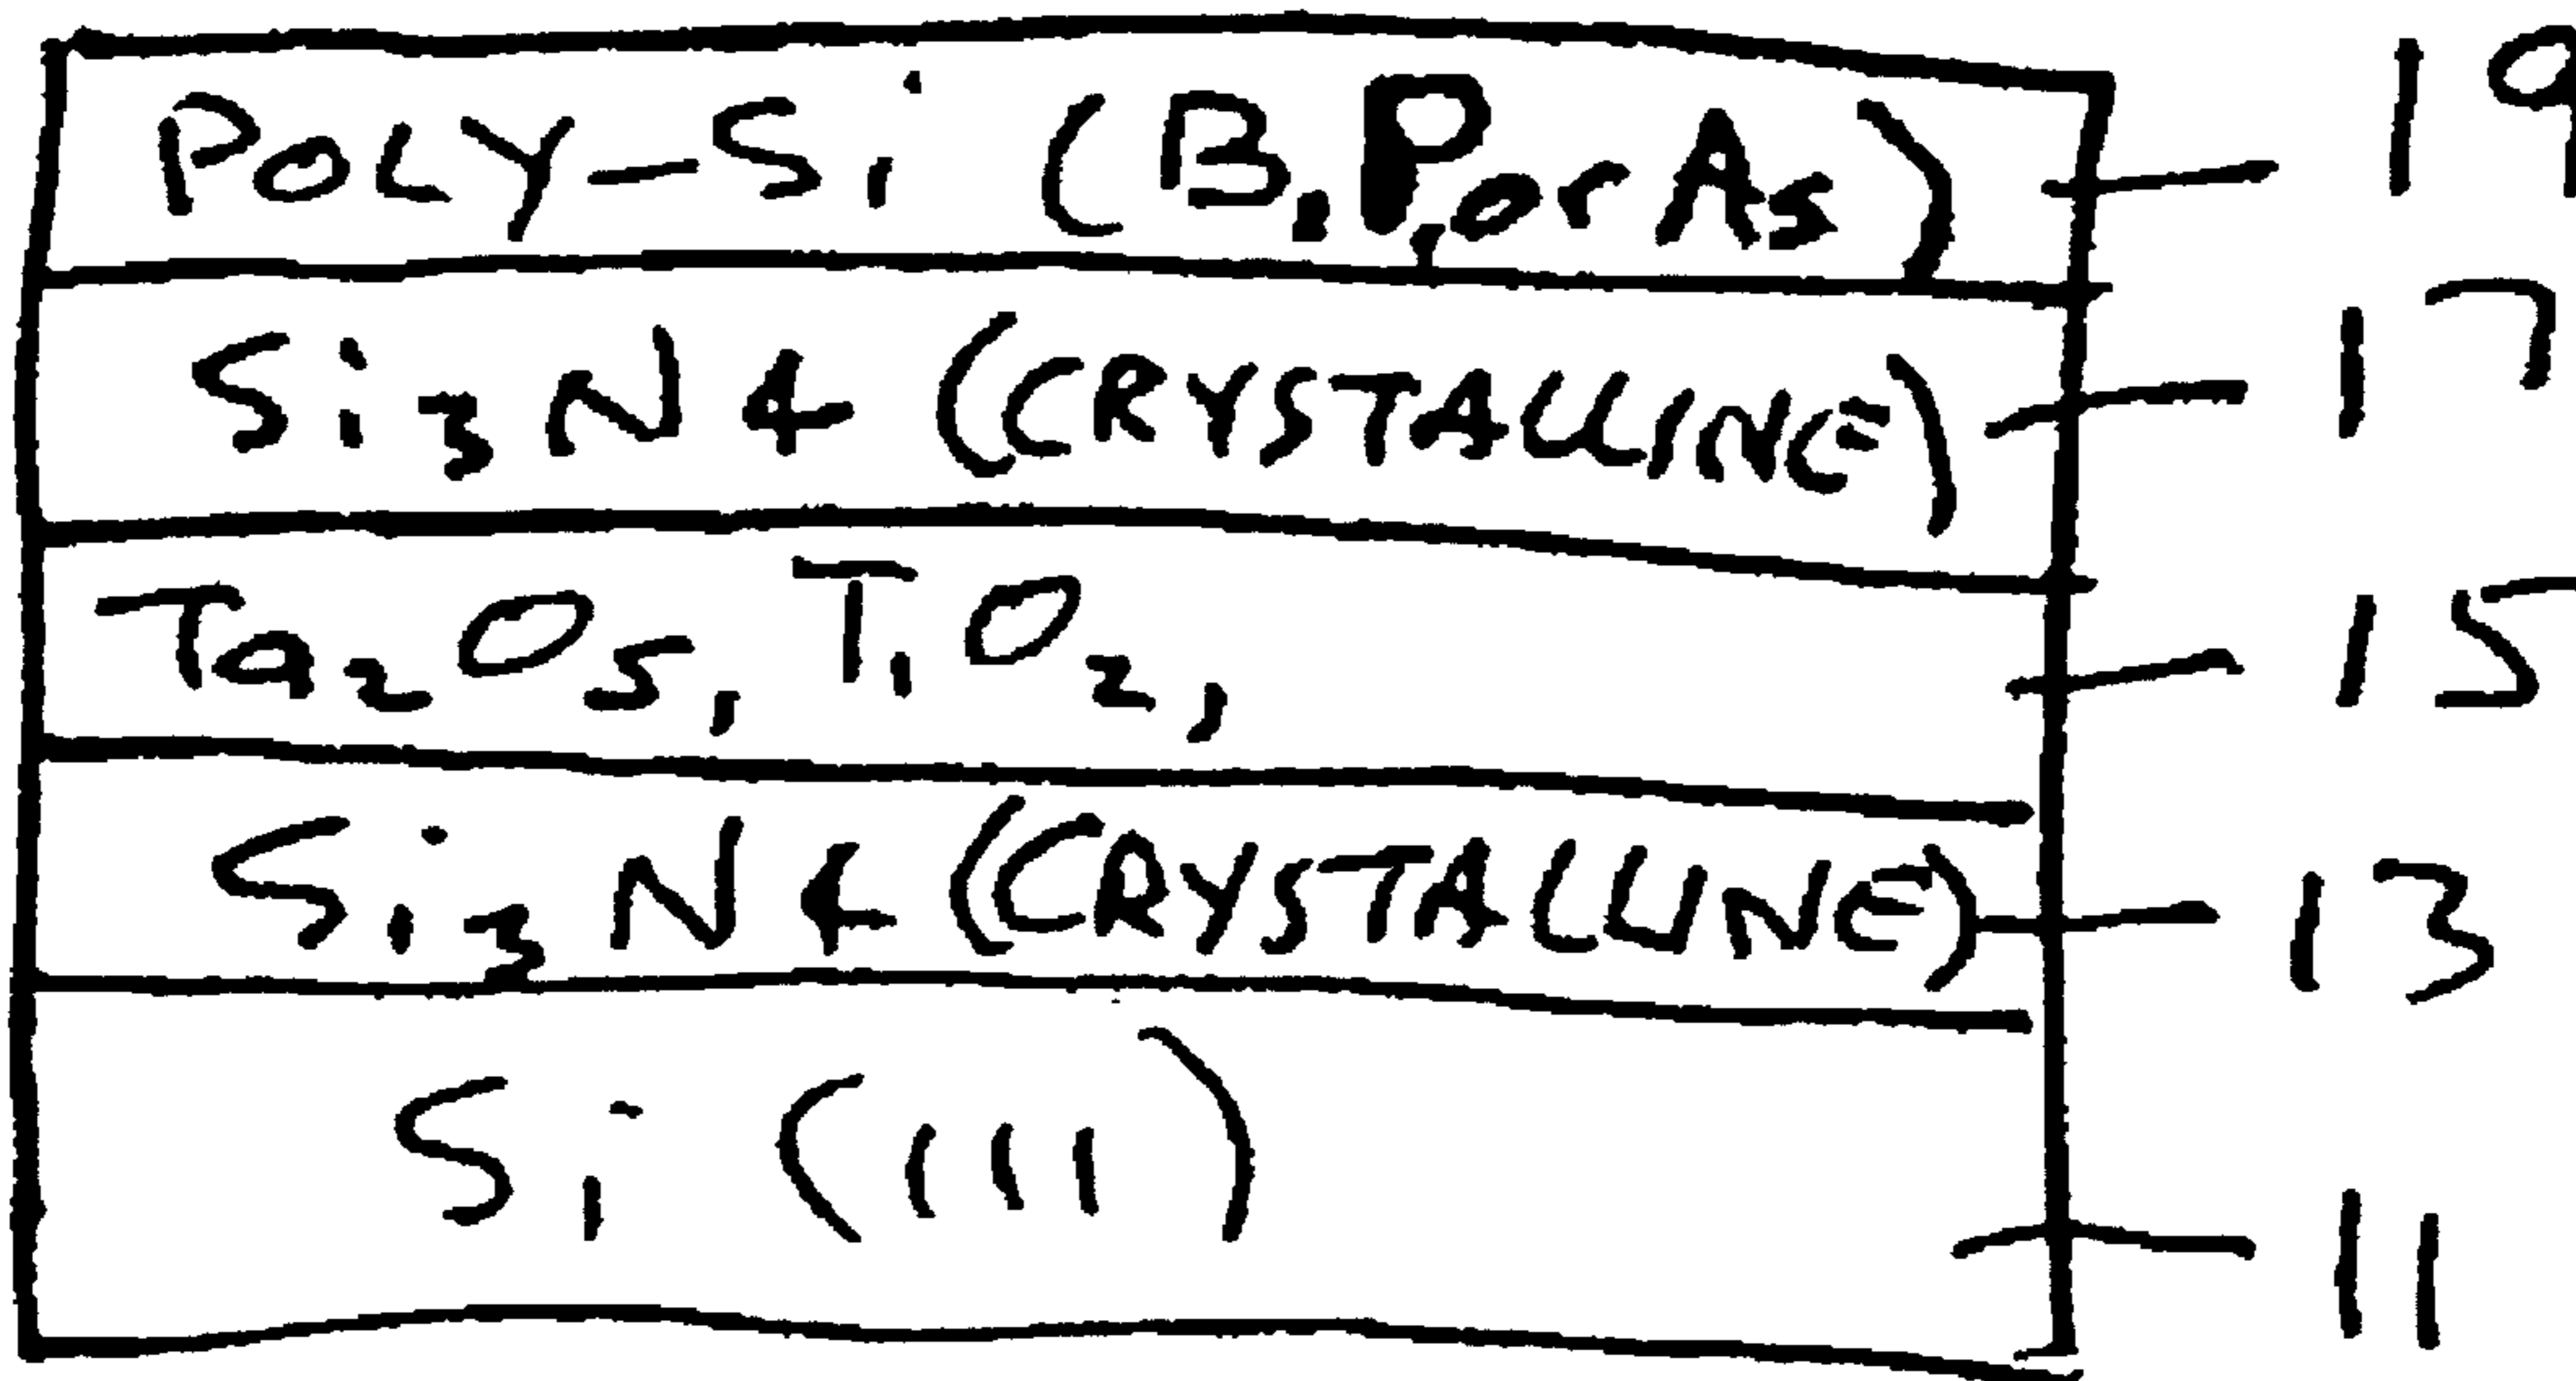 POLY-Si (B, P, or As) 19
Si3N4 (CRYSTALLINE) 17
Ta2O5, TiO2, 15
Si3N4 (CRYSTALLINE) 13
Si (111) 11